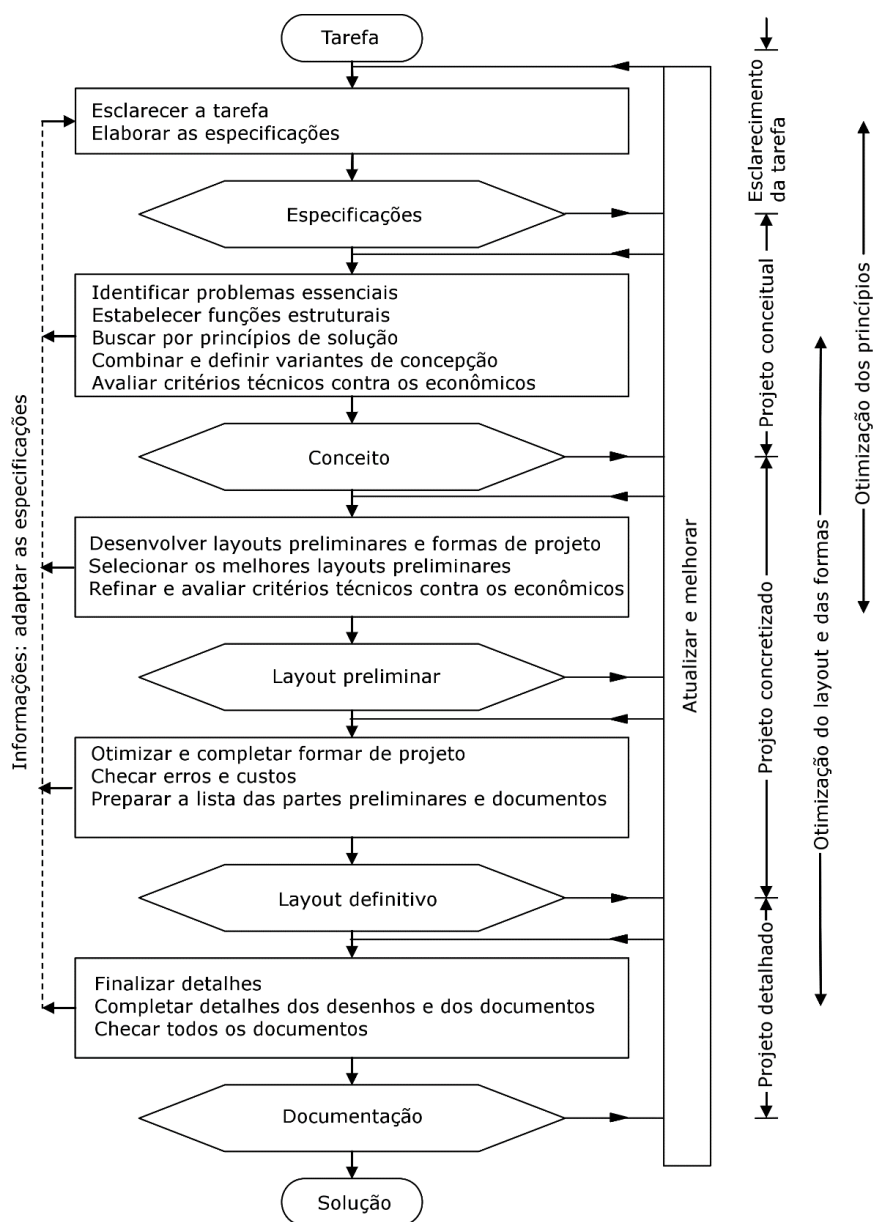 Tarefa
Esclarecer a tarefa
Elaborar as especificações
Especificações
Identificar problemas essenciais
Estabelecer funções estruturais
Buscar por princípios de solução
Combinar e definir variantes de concepção
Avaliar critérios técnicos contra os econômicos
Conceito
Desenvolver layouts preliminares e formas de projeto
Selecionar os melhores layouts preliminares
Refinar e avaliar critérios técnicos contra os econômicos
Layout preliminar
Otimizar e completar formar de projeto
Checar erros e custos
Preparar a lista das partes preliminares e documentos
Layout definitivo
Finalizar detalhes
Completar detalhes dos desenhos e dos documentos
Checar todos os documentos
Documentação
Solução
Informações: adaptar as especificações
Atualizar e melhorar
Esclarecimento
da tarefa
Projeto conceitual
Projeto concretizado
Projeto detalhado
Otimização do layout e das formas
Otimização dos princípios